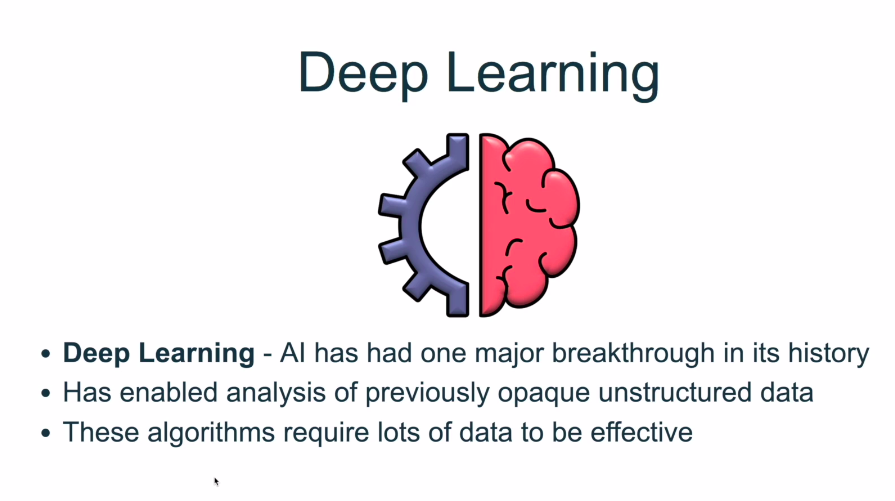 Deep Learning
• Deep Learning - AI has had one major breakthrough in its history
• Has enabled analysis of previously opaque unstructured data
• These algorithms require lots of data to be effective